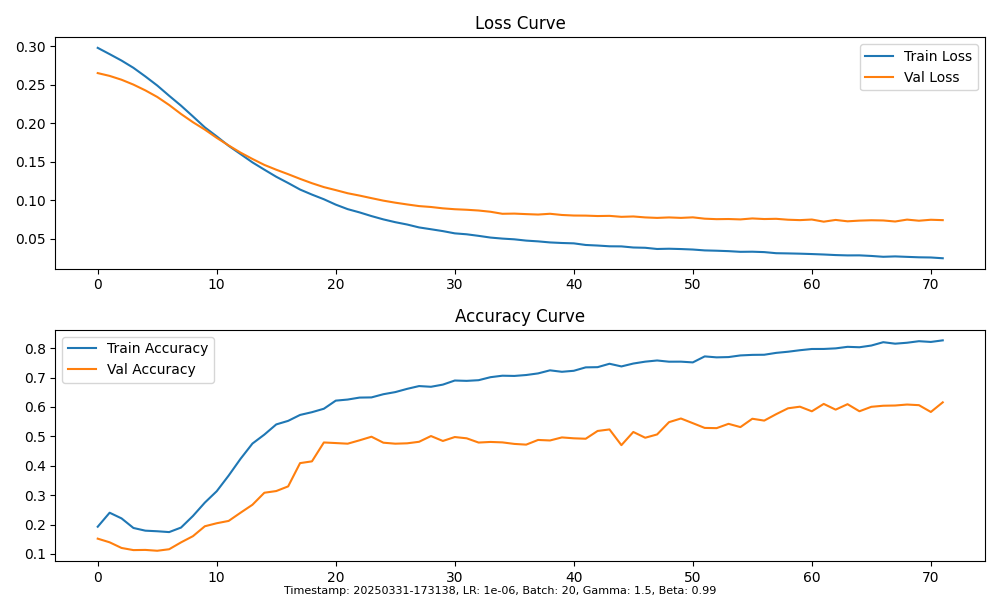 Loss Curve
0.30
0.25
0.20
0.15
0.10
0.05
Train Loss
Val Loss
0 10 20 30 40 50 60 70
Accuracy Curve
0.8
0.7
0.6
0.5
0.4
0.3
0.2
0.1
Train Accuracy
Val Accuracy
0 10 20 30 40 50 60 70
Timestamp: 20250331-173138, LR: 1e-06, Batch: 20, Gamma: 1.5, Beta: 0.99